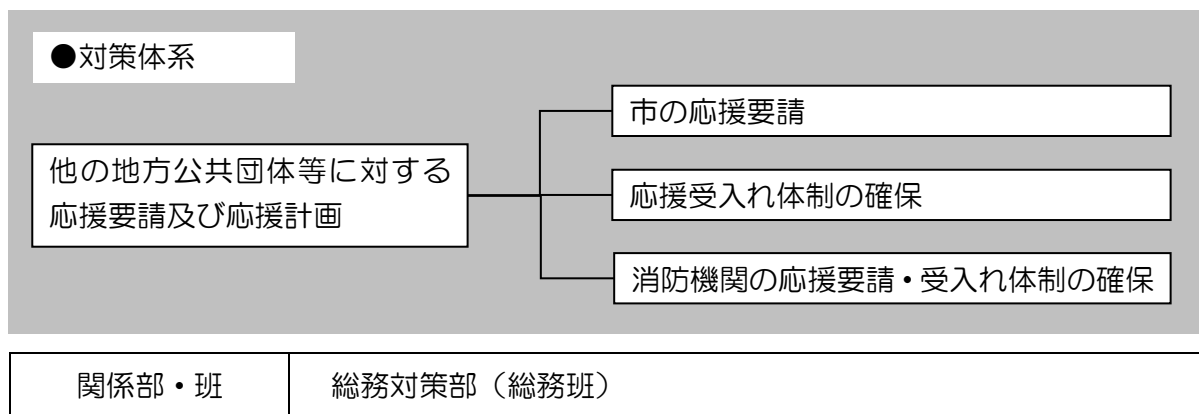 ●対策体系
他の地方公共団体等に対する
応援要請及び応援計画
市の応援要請
応援受入れ体制の確保
消防機関の応援要請・受入れ体制の確保
関係部・班 総務対策部（総務班）